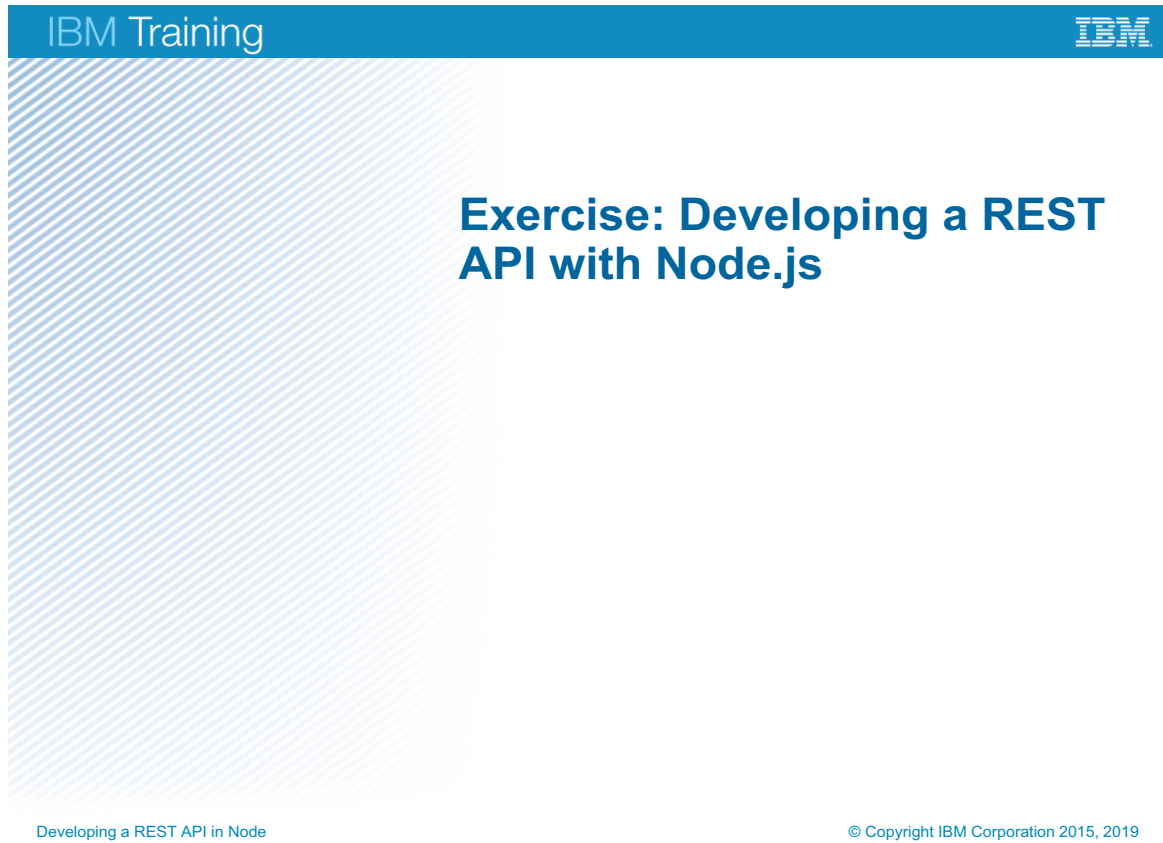 IBM Training
IBM
Exercise: Developing a REST
API with Node.js
Developing a REST API in Node
© Copyright IBM Corporation 2015, 2019